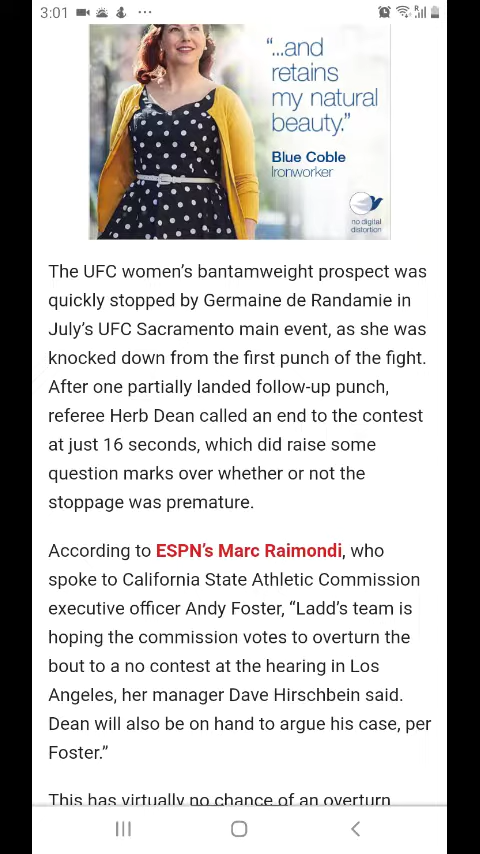 3:01
“...and
retains
my natural
beauty.”
Blue Coble
Ironworker
no digital
distortion
The UFC women’s bantamweight prospect was
quickly stopped by Germaine de Randamie in
July’s UFC Sacramento main event, as she was
knocked down from the first punch of the fight.
After one partially landed follow-up punch,
referee Herb Dean called an end to the contest
at just 16 seconds, which did raise some
question marks over whether or not the
stoppage was premature.
According to ESPN’s Marc Raimondi, who
spoke to California State Athletic Commission
executive officer Andy Foster, “Ladd’s team is
hoping the commission votes to overturn the
bout to a no contest at the hearing in Los
Angeles, her manager Dave Hirschbein said.
Dean will also be on hand to argue his case, per
Foster.”
This has virtually no chance of an overturn